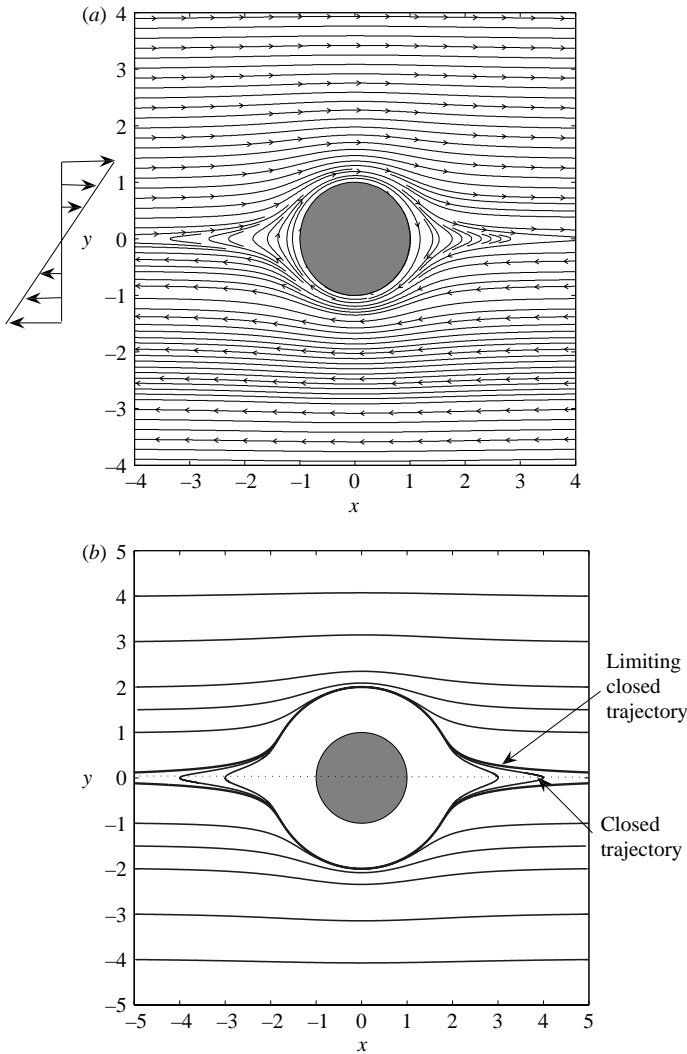 (a)
4
3
2
1
y
0
–1
–2
–3
–4
–4 –3 –2 –1 0 1 2 3 4
x
(b)
5
4
3
2
1
y
0
–1
–2
–3
–4
–5
–5 –4 –3 –2 –1 0 1 2 3 4 5
x
Limiting
closed
trajectory
Closed
trajectory